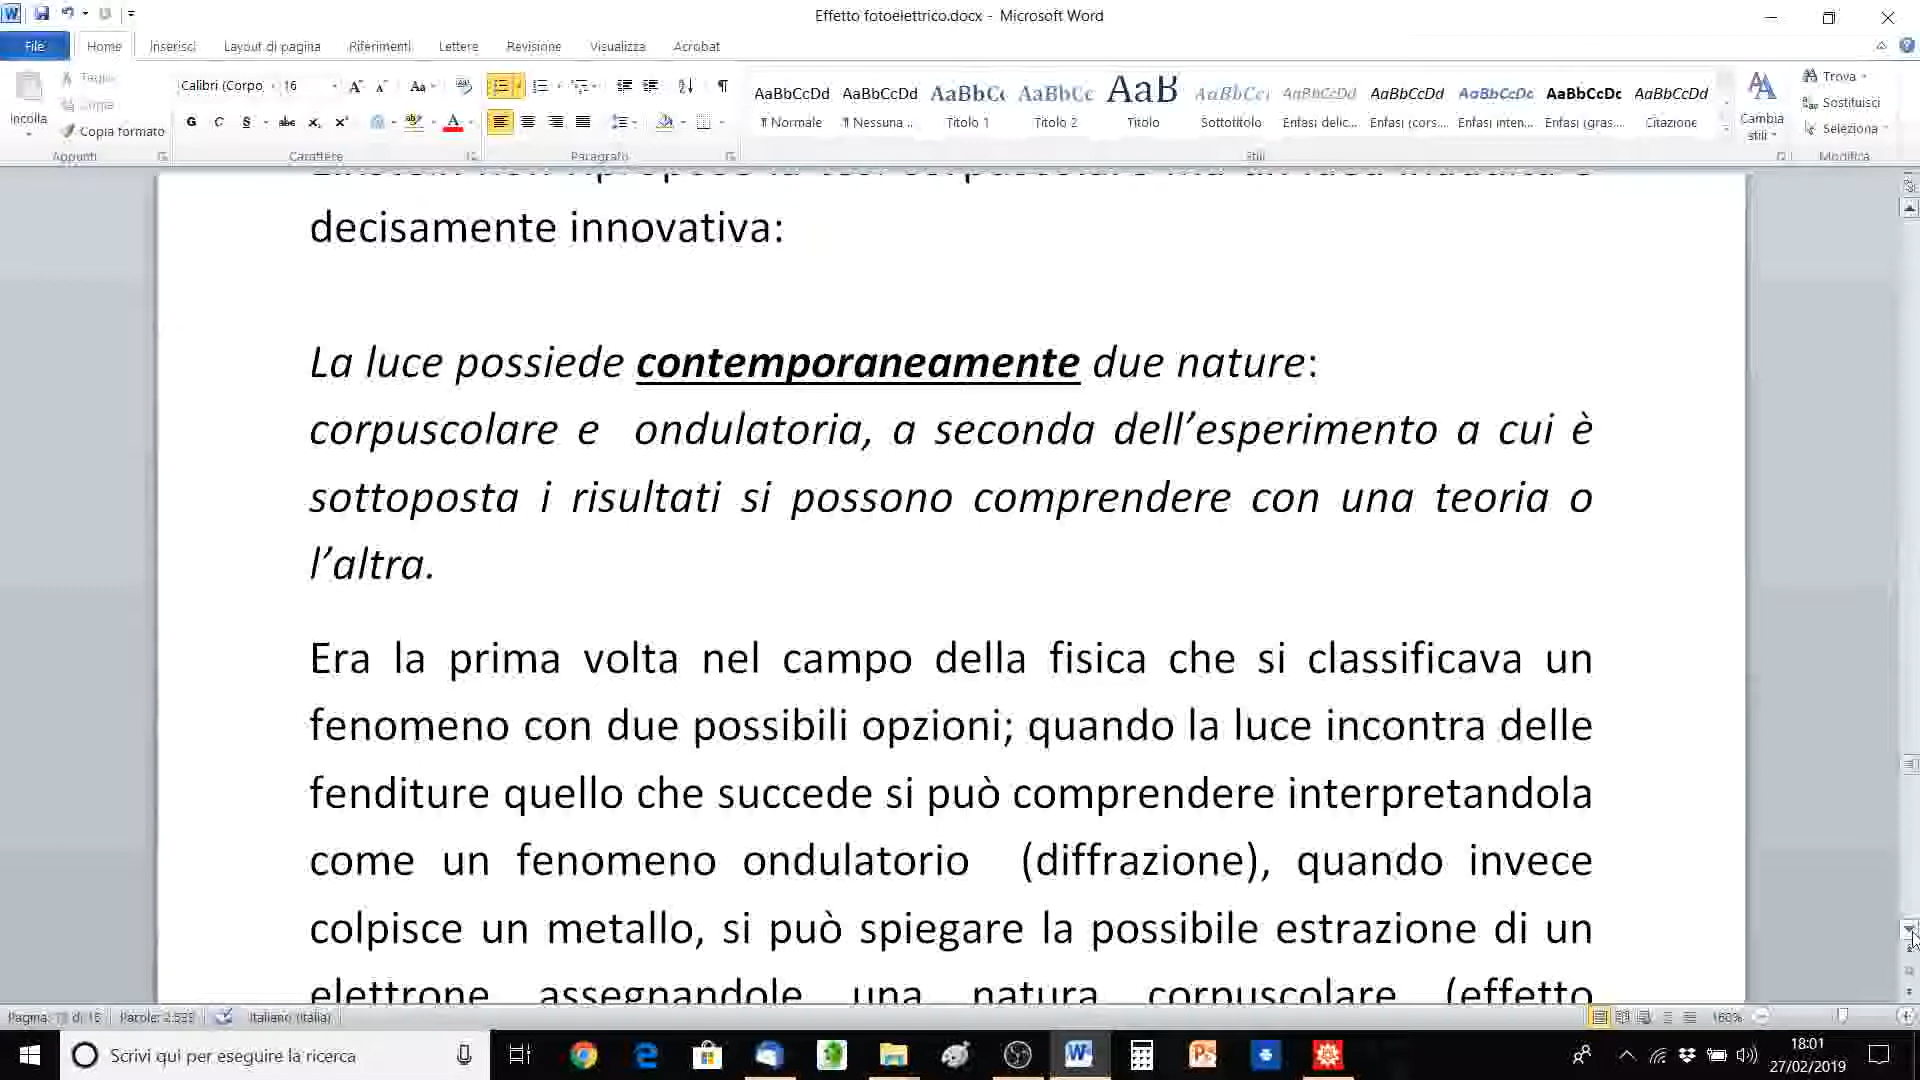 Effetto fotoelettrico.docx - Microsoft Word
File Home Inserisci Layout di pagina Riferimenti Lettere Revisione Visualizza Acrobat
Incolla
Taglia
Copia
Copia formato
Appunti
Calibri (Corpo 16
G C S abc
Carattere
Paragrafo
AaBbCcDd AaBbCcDd AaBbCc AaBbCc AaB AaBbCc AaBbCcDd AaBbCcDd AaBbCcDc AaBbCcDc AaBbCcDd
¶ Normale ¶ Nessuna ... Titolo 1 Titolo 2 Titolo Sottotitolo Enfasi delic... Enfasi (cors... Enfasi inten... Enfasi (gras... Citazione
Stili
Cambia
stili
Trova
Sostituisci
Seleziona
Modifica
decisamente innovativa:
La luce possiede contemporaneamente due nature:
corpuscolare e ondulatoria, a seconda dell’esperimento a cui è
sottoposta i risultati si possono comprendere con una teoria o
l’altra.
Era la prima volta nel campo della fisica che si classificava un
fenomeno con due possibili opzioni; quando la luce incontra delle
fenditure quello che succede si può comprendere interpretandola
come un fenomeno ondulatorio (diffrazione), quando invece
colpisce un metallo, si può spiegare la possibile estrazione di un
elettrone assegnandole una natura corpuscolare (effetto
Italiano (Italia)
160%
Scrivi qui per eseguire la ricerca
18:01
27/02/2019